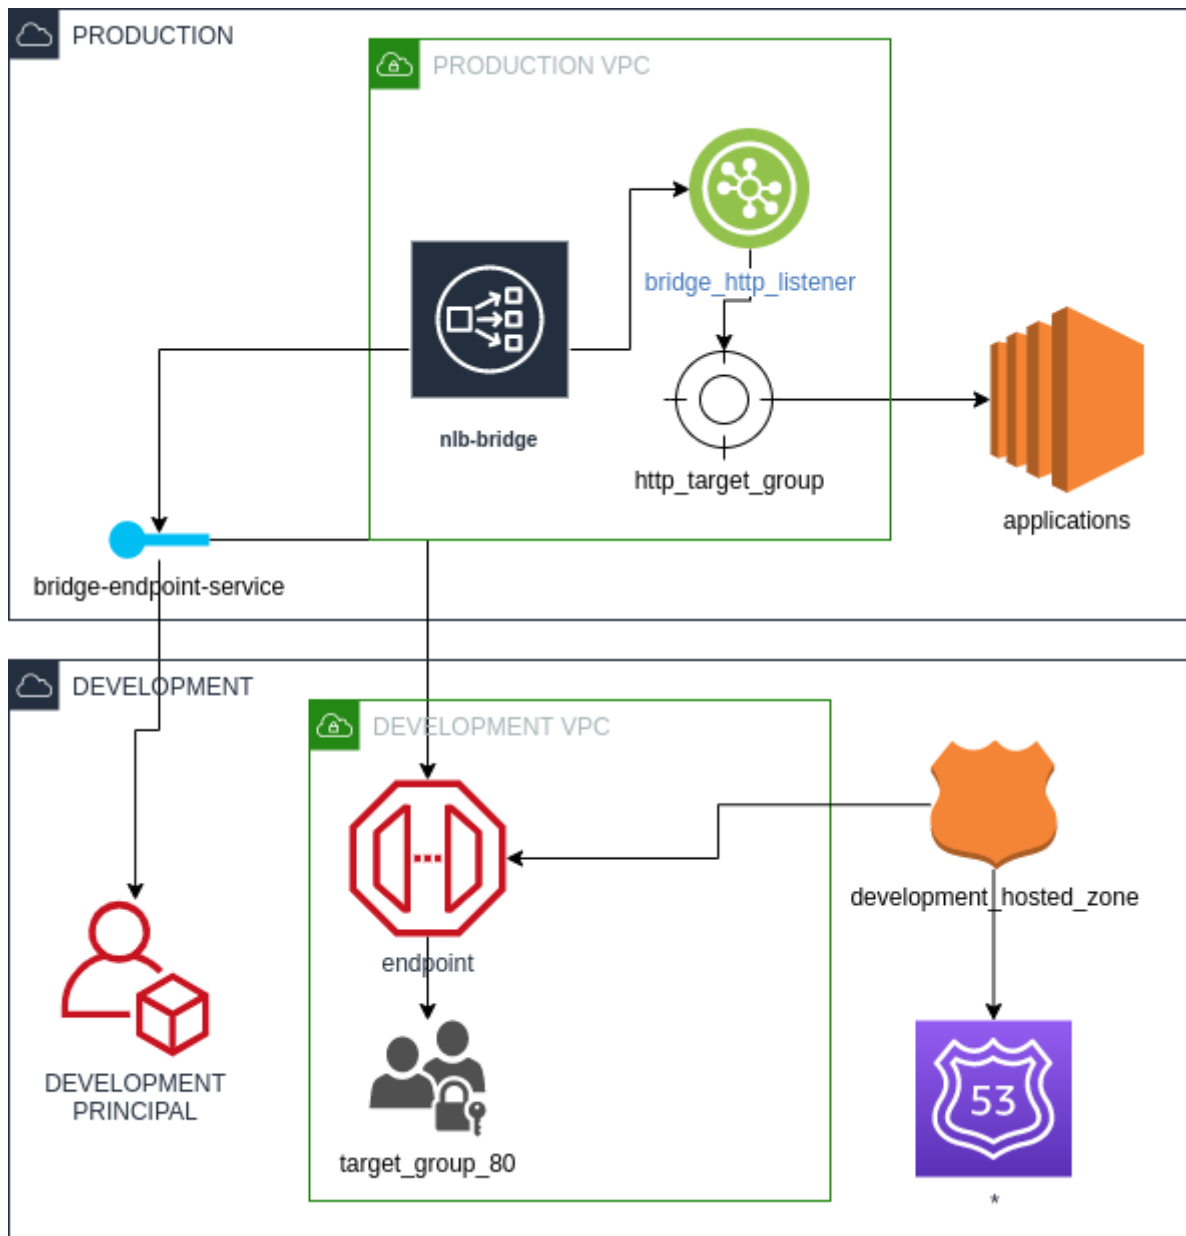 PRODUCTION
PRODUCTION VPC
bridge_http_listener
nlb-bridge
http_target_group
applications
bridge-endpoint-service
DEVELOPMENT
DEVELOPMENT VPC
development_hosted_zone
endpoint
53
DEVELOPMENT
PRINCIPAL
target_group_80
*